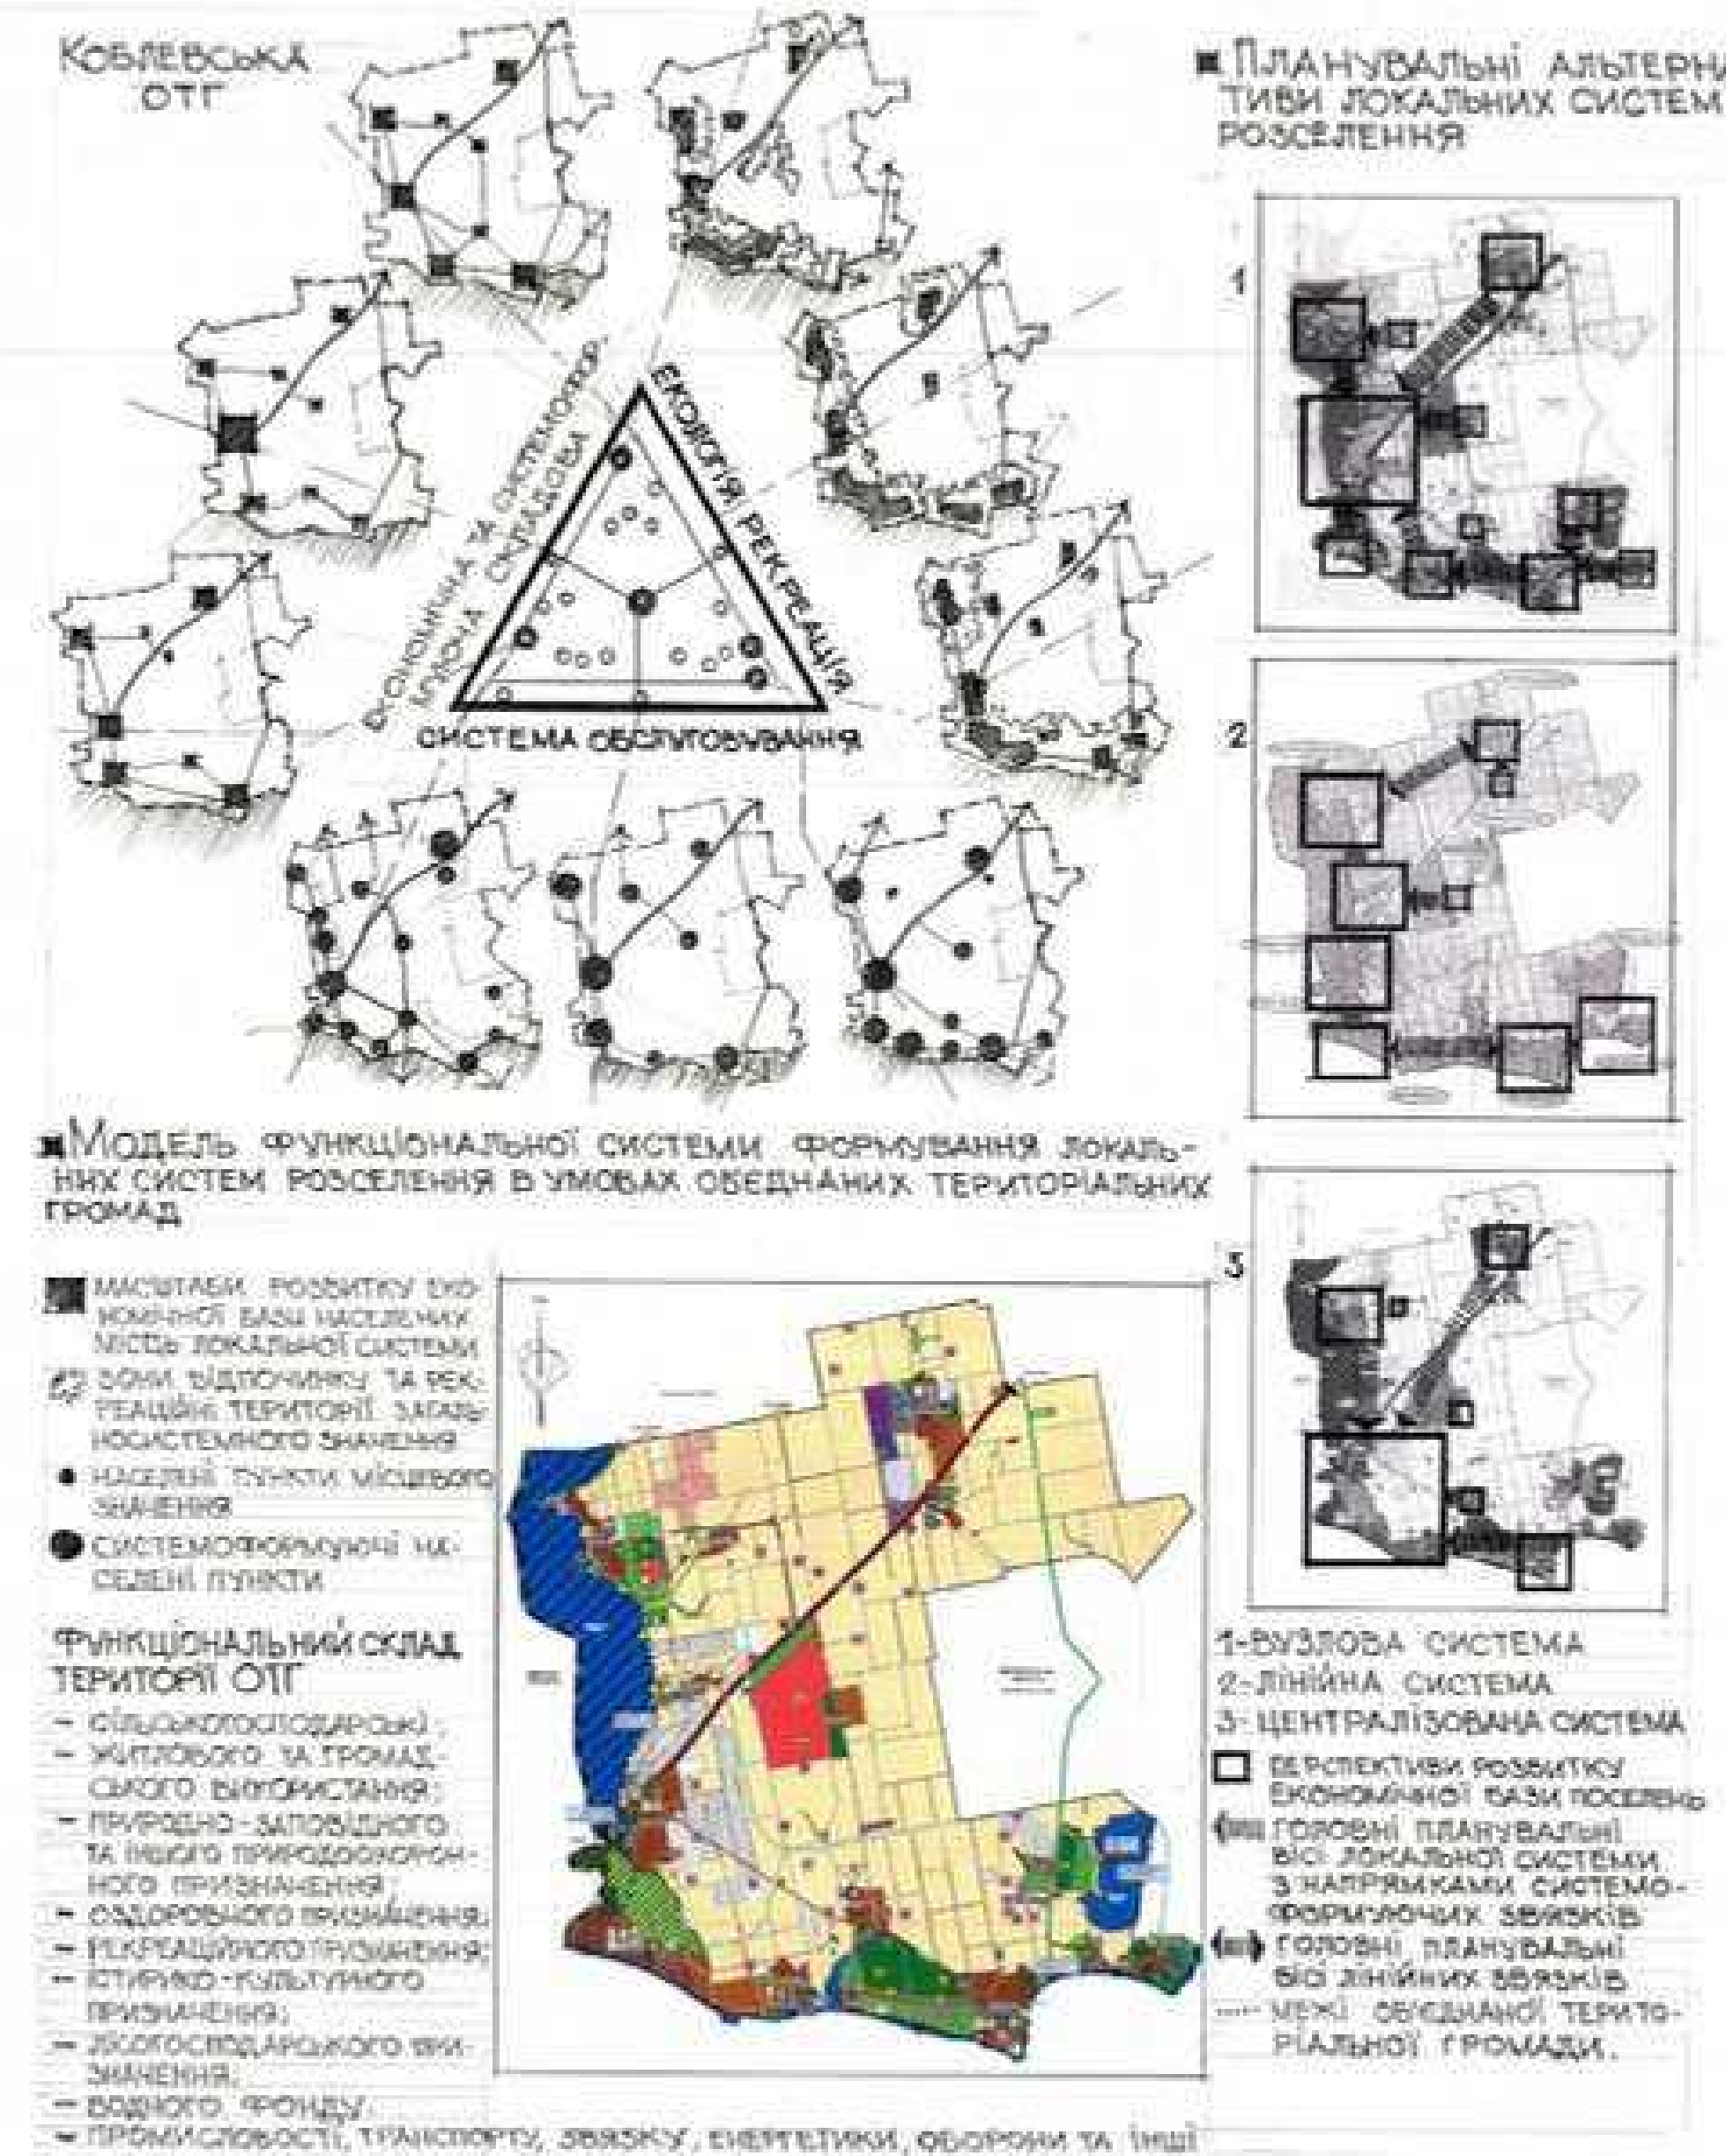 КОБЛЕВСЬКА
ОТГ
■ ПЛАНУВАЛЬНІ АЛЬТЕРНА
ТИВИ ЛОКАЛЬНИХ СИСТЕМ
РОЗСЕЛЕННЯ
1
ТА СИСТЕМОФОР.
СКЛАДОВИ
ЕКОЛОГІЯ, РЕКРЕАЦІЯ
СИСТЕМА ОБСЛУГОВУВАННЯ
2
■ МОДЕЛЬ ФУНКЦІОНАЛЬНОЇ СИСТЕМИ ФОРМУВАННЯ ЛОКАЛЬ-
НИХ СИСТЕМ РОЗСЕЛЕННЯ В УМОВАХ ОБЄДНАНИХ ТЕРИТОРІАЛЬНИХ
ГРОМАД
3
МАСШТАБИ РОЗВИТКУ ЕКО-
НОМІЧНОЇ БАЗИ НАСЕЛЕНИХ
МІСЦЬ ЛОКАЛЬНОЇ СИСТЕМИ
ЗОНИ ВІДПОЧИНКУ ТА РЕК-
РЕАЦІЙНІ ТЕРИТОРІЇ ЗАГАЛЬ-
НОСИСТЕМНОГО ЗНАЧЕННЯ
НАСЕЛЕНІ ПУНКТИ МІСЦЕВОГО
ЗНАЧЕННЯ
СИСТЕМОФОРМУЮЧІ НА-
СЕЛЕНІ ПУНКТИ
ФУНКЦІОНАЛЬНИЙ СКЛАД
ТЕРИТОРІЇ ОТГ
- СІЛЬСЬКОГОСПОДАРСЬКІ;
- ЖИТЛОВОГО ТА ГРОМАД-
СЬКОГО ВИКОРИСТАННЯ;
- ПРИРОДНО-ЗАПОВІДНОГО
ТА ІНШОГО ПРИРОДООХОРОН-
НОГО ПРИЗНАЧЕННЯ;
- ОЗДОРОВЧОГО ПРИЗНАЧЕННЯ;
- РЕКРЕАЦІЙНОГО ПРИЗНАЧЕННЯ;
- ІСТОРИКО-КУЛЬТУРНОГО
ПРИЗНАЧЕННЯ;
- ЛІСОГОСПОДАРСЬКОГО ПРИ-
ЗНАЧЕННЯ;
- ВОДНОГО ФОНДУ
- ПРОМИСЛОВОСТІ, ТРАНСПОРТУ, ЗВЯЗКУ, ЕНЕРГЕТИКИ, ОБОРОНИ ТА ІНШІ
1-ВУЗЛОВА СИСТЕМА
2-ЛІНІЙНА СИСТЕМА
3-ЦЕНТРАЛІЗОВАНА СИСТЕМА
ПЕРСПЕКТИВИ РОЗВИТКУ
ЕКОНОМІЧНОЇ БАЗИ ПОСЕЛЕНЬ
ГОЛОВНІ ПЛАНУВАЛЬНІ
ВІСІ ЛОКАЛЬНОЇ СИСТЕМИ
З НАПРЯМКАМИ СИСТЕМО-
ФОРМУЮЧИХ ЗВЯЗКІВ
ГОЛОВНІ ПЛАНУВАЛЬНІ
ВІСІ ЛІНІЙНИХ ЗВЯЗКІВ
МЕЖІ ОБ'ЄДНАНОЇ ТЕРИТО-
РІАЛЬНОЇ ГРОМАДИ.